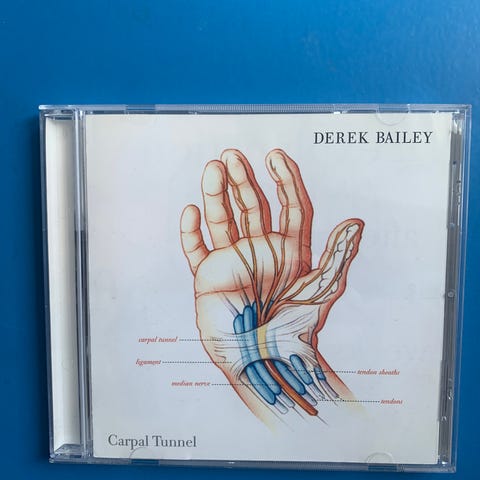 DEREK BAILEY
carpal tunnel
ligament
tendon sheaths
median nerve
tendons
Carpal Tunnel